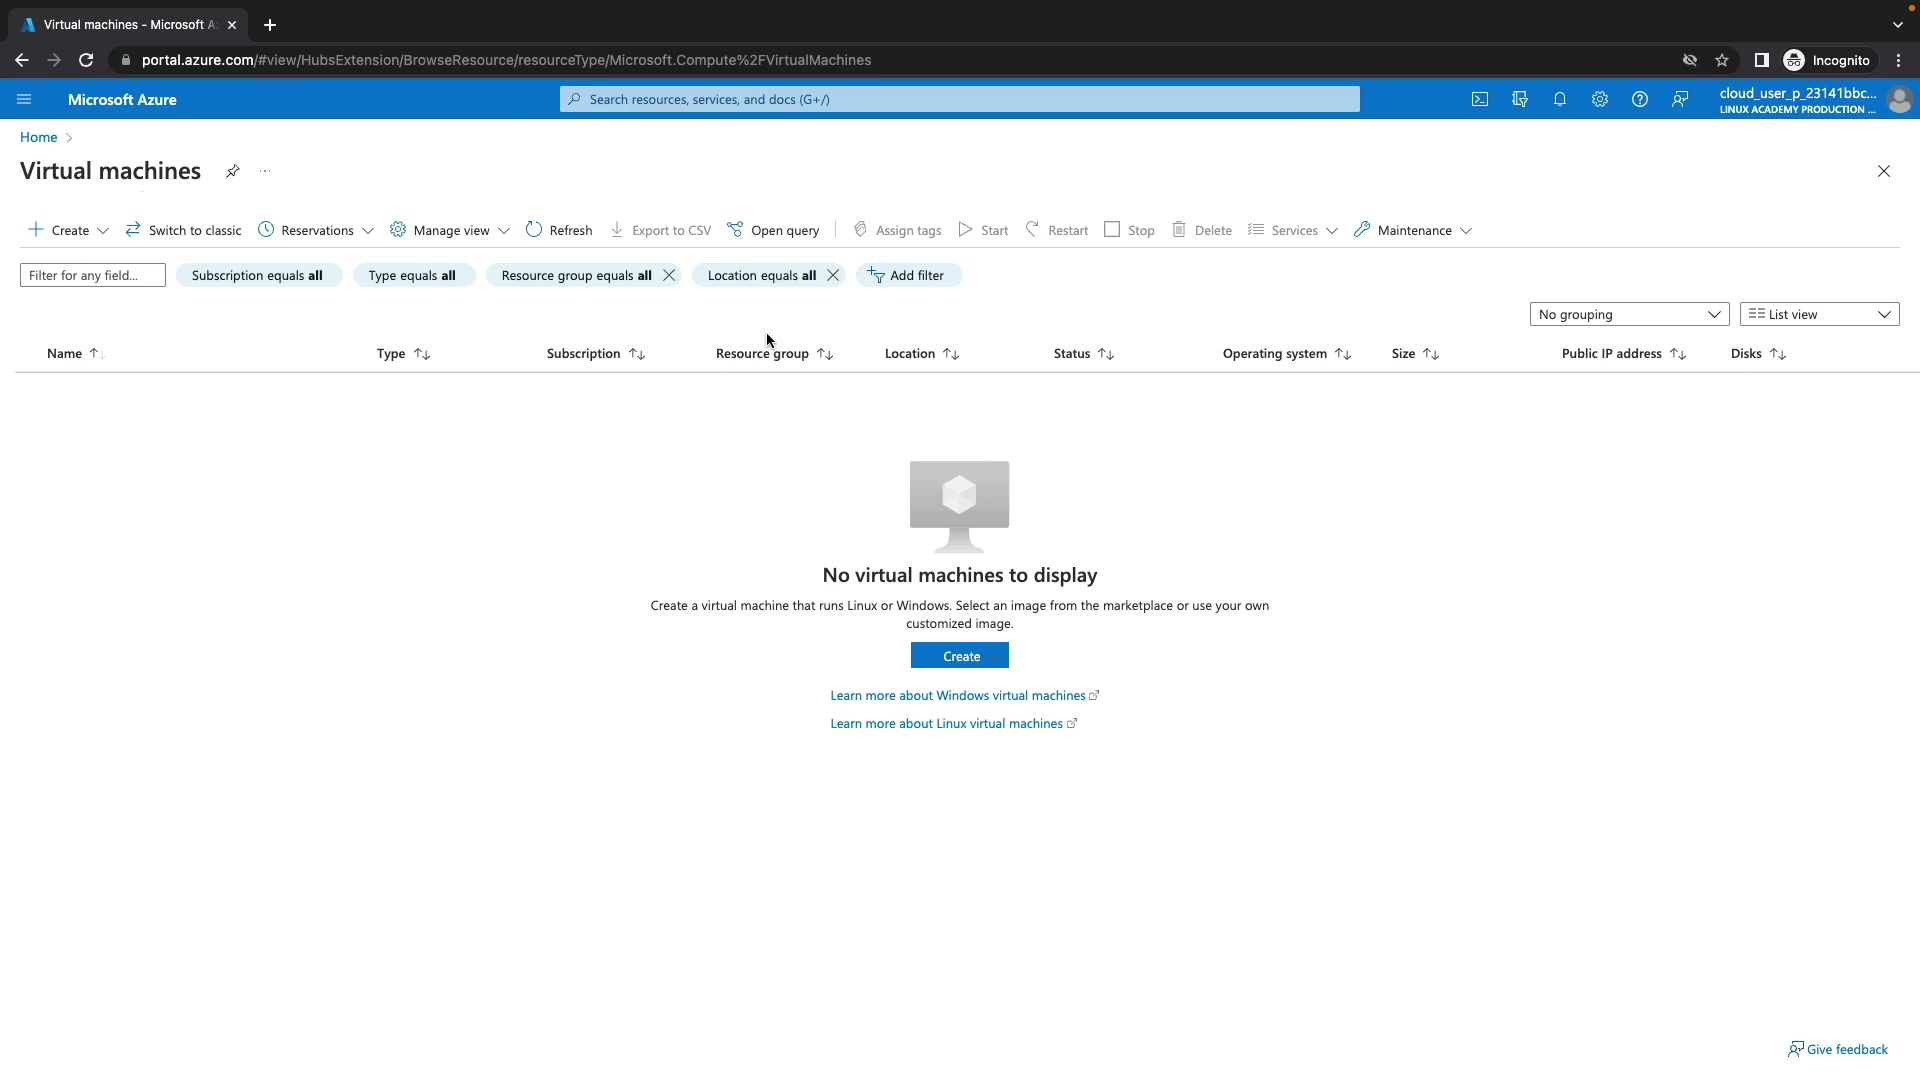 Virtual machines - Microsoft A
portal.azure.com/#view/HubsExtension/BrowseResource/resourceType/Microsoft.Compute%2FVirtualMachines
Incognito
Microsoft Azure
Search resources, services, and docs (G+/)
cloud_user_p_23141bbc...
LINUX ACADEMY PRODUCTION ...
Home
Virtual machines
Create
Switch to classic
Reservations
Manage view
Refresh
Export to CSV
Open query
Assign tags
Start
Restart
Stop
Delete
Services
Maintenance
Filter for any field...
Subscription equals all
Type equals all
Resource group equals all
Location equals all
Add filter
No grouping
List view
Name
Type
Subscription
Resource group
Location
Status
Operating system
Size
Public IP address
Disks
No virtual machines to display
Create a virtual machine that runs Linux or Windows. Select an image from the marketplace or use your own
customized image.
Create
Learn more about Windows virtual machines
Learn more about Linux virtual machines
Give feedback